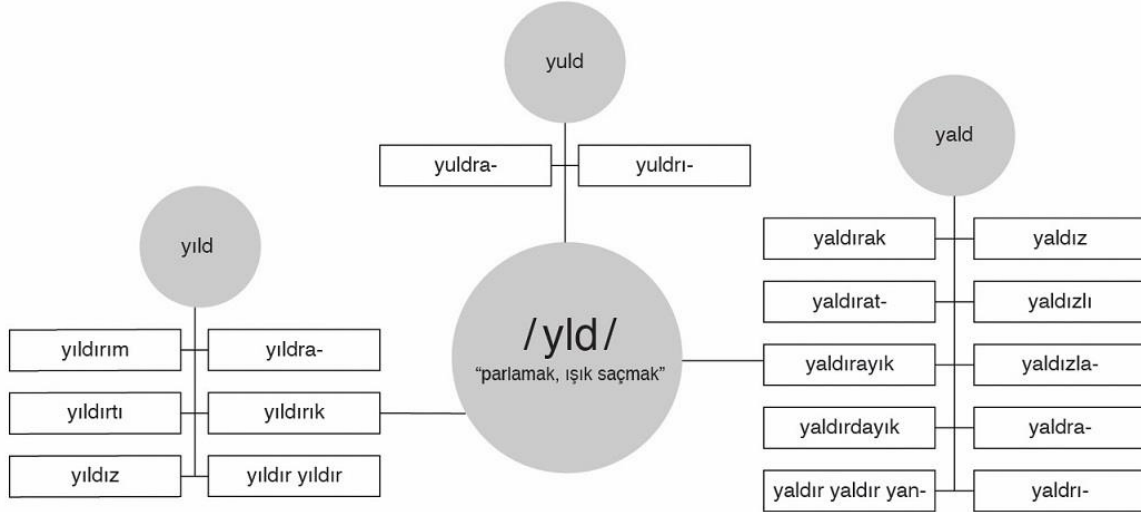 yuld
yuldra-
yuldrı-
yıld
yıldırım
yıldra-
yıldırtı
yıldırık
yıldız
yıldır yıldır
/yld/
“parlamak, ışık saçmak”
yald
yaldırak
yaldız
yaldırat-
yaldızlı
yaldırayık
yaldızla-
yaldırdayık
yaldra-
yaldır yaldır yan-
yaldrı-